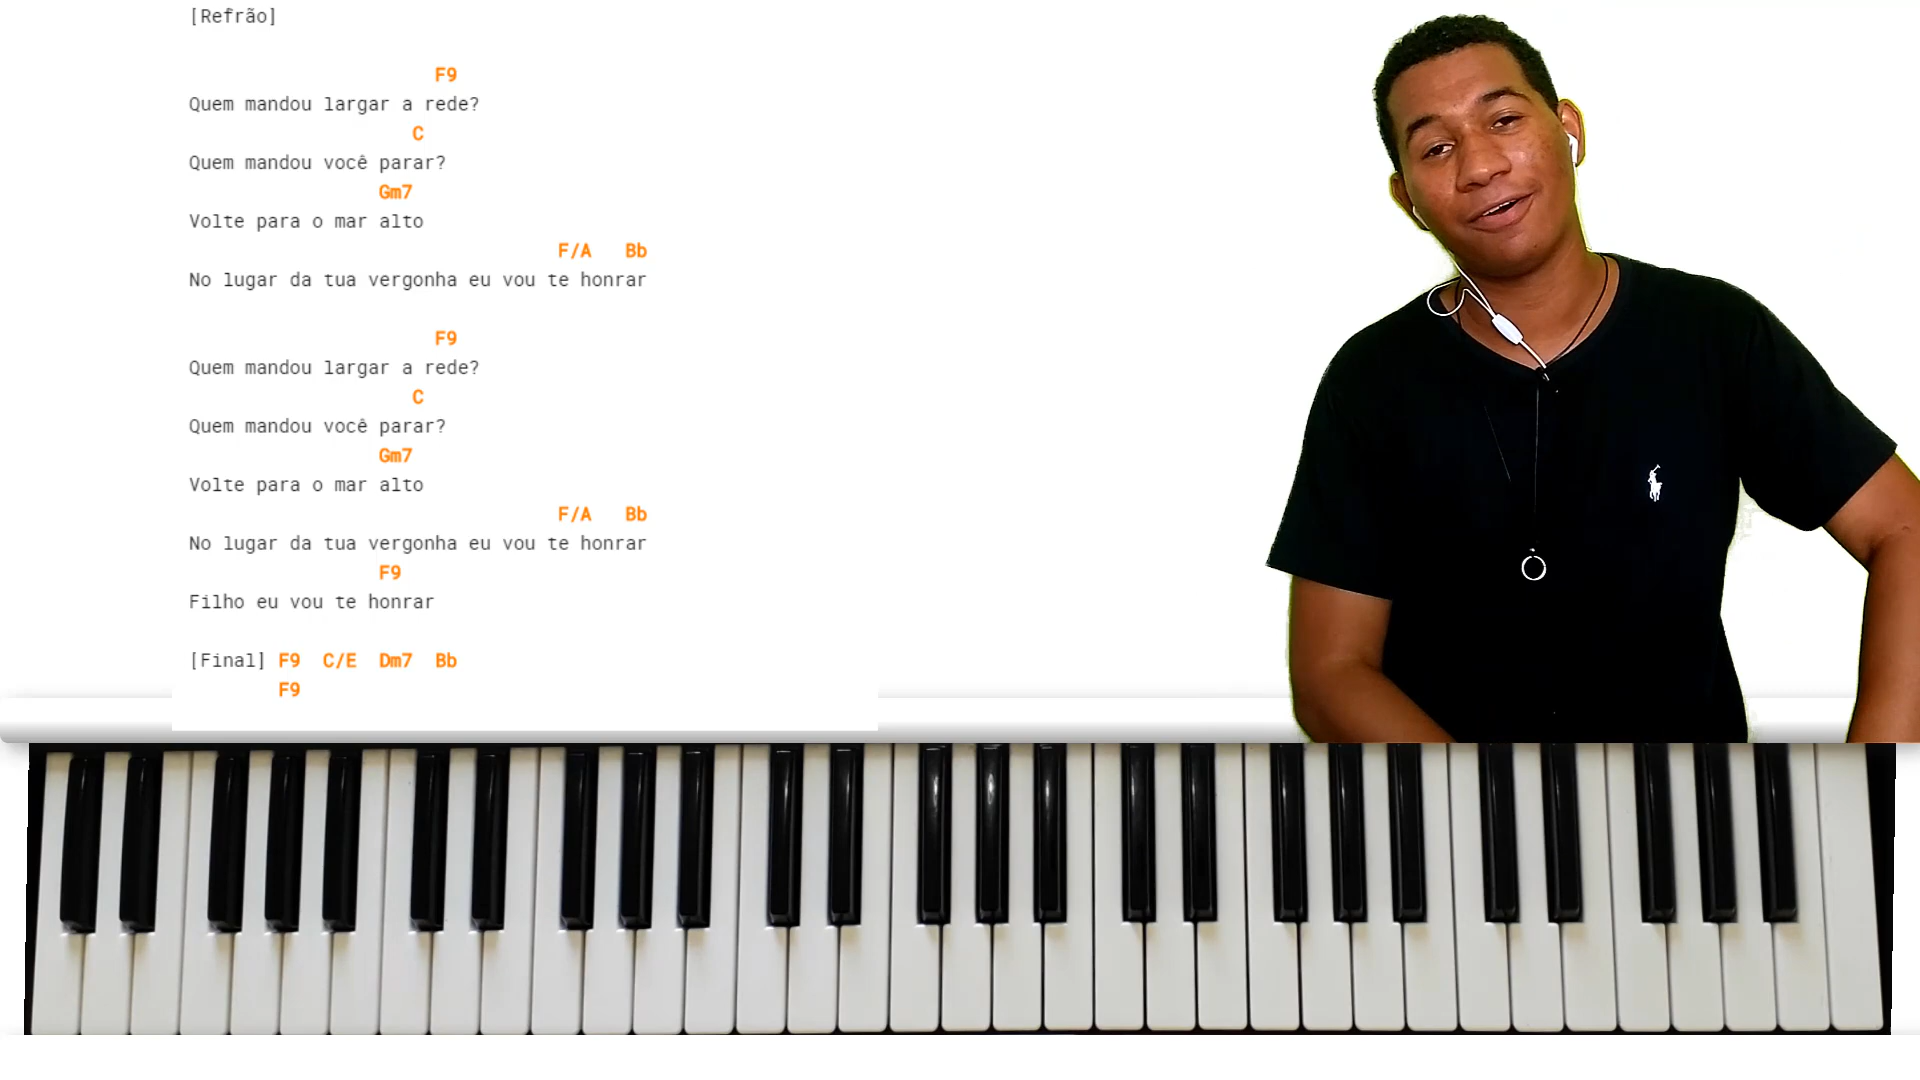 [Refrão]
F9
Quem mandou largar a rede?
C
Quem mandou você parar?
Gm7
Volte para o mar alto
F/A Bb
No lugar da tua vergonha eu vou te honrar
F9
Quem mandou largar a rede?
C
Quem mandou você parar?
Gm7
Volte para o mar alto
F/A Bb
No lugar da tua vergonha eu vou te honrar
F9
Filho eu vou te honrar
[Final] F9 C/E Dm7 Bb
F9